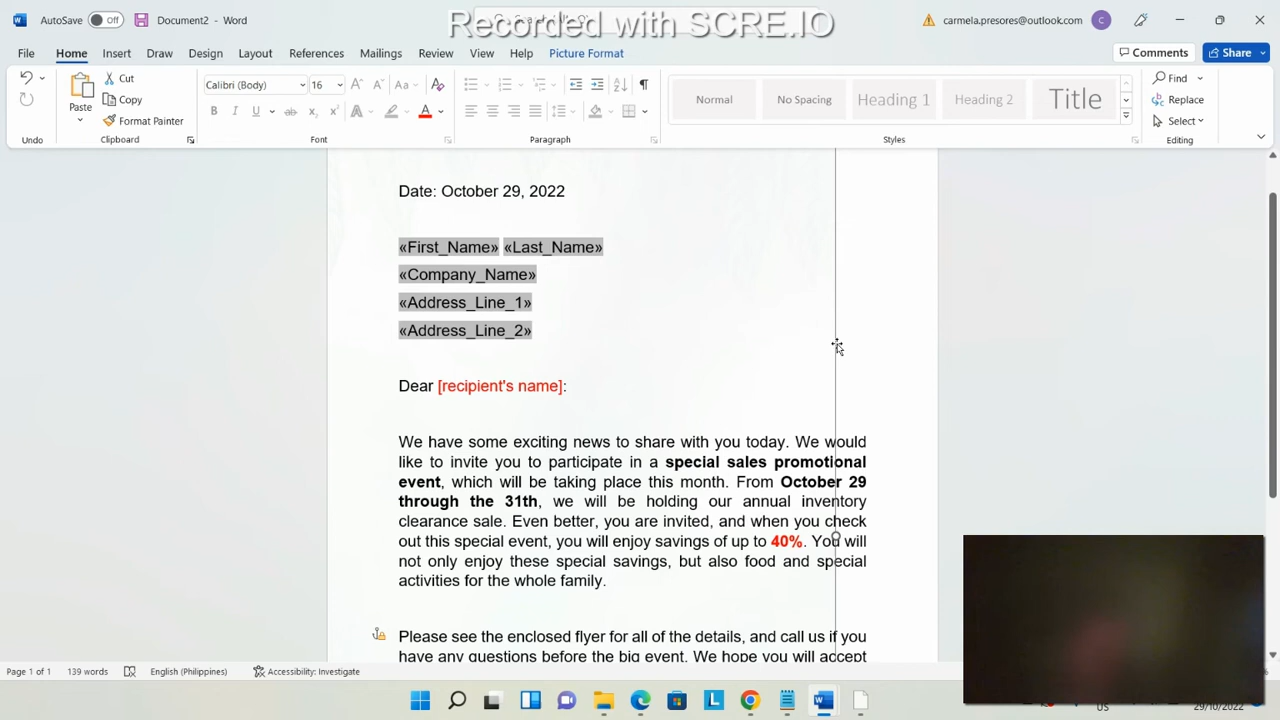 AutoSave Off Document2 - Word carmela.presores@outlook.com C
Recorded with SCRE.IO
File Home Insert Draw Design Layout References Mailings Review View Help Picture Format Comments Share
Paste Cut Copy Format Painter
Calibri (Body) 16
Normal No Spacing Heading 1 Heading 2 Title
Find Replace Select
Undo Clipboard Font Paragraph Styles Editing
Date: October 29, 2022
«First_Name» «Last_Name»
«Company_Name»
«Address_Line_1»
«Address_Line_2»
Dear [recipient's name]:
We have some exciting news to share with you today. We would
like to invite you to participate in a special sales promotional
event, which will be taking place this month. From October 29
through the 31th, we will be holding our annual inventory
clearance sale. Even better, you are invited, and when you check
out this special event, you will enjoy savings of up to 40%. You will
not only enjoy these special savings, but also food and special
activities for the whole family.
Please see the enclosed flyer for all of the details, and call us if you
have any questions before the big event. We hope you will accept
Page 1 of 1 139 words English (Philippines) Accessibility: Investigate
US 29/10/2022